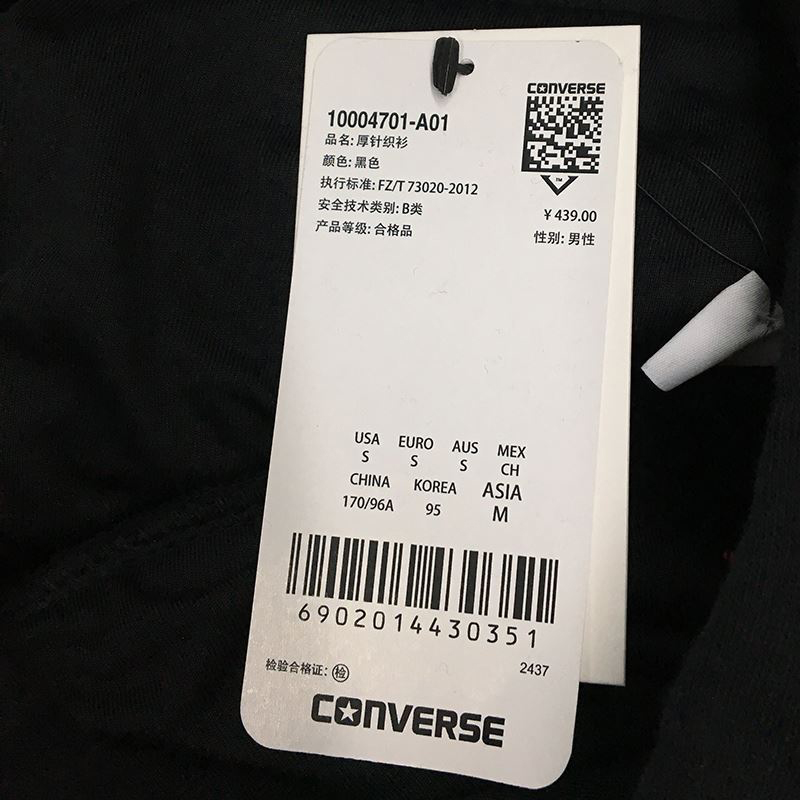 CONVERSE
10004701-A01
品名: 厚针织衫
颜色: 黑色
执行标准: FZ/T 73020-2012
安全技术类别: B类
产品等级: 合格品
TM
￥439.00
性别: 男性
USA EURO AUS MEX
S S S CH
CHINA KOREA ASIA
170/96A 95 M
6902014430351
检验合格证: 检
2437
CONVERSE